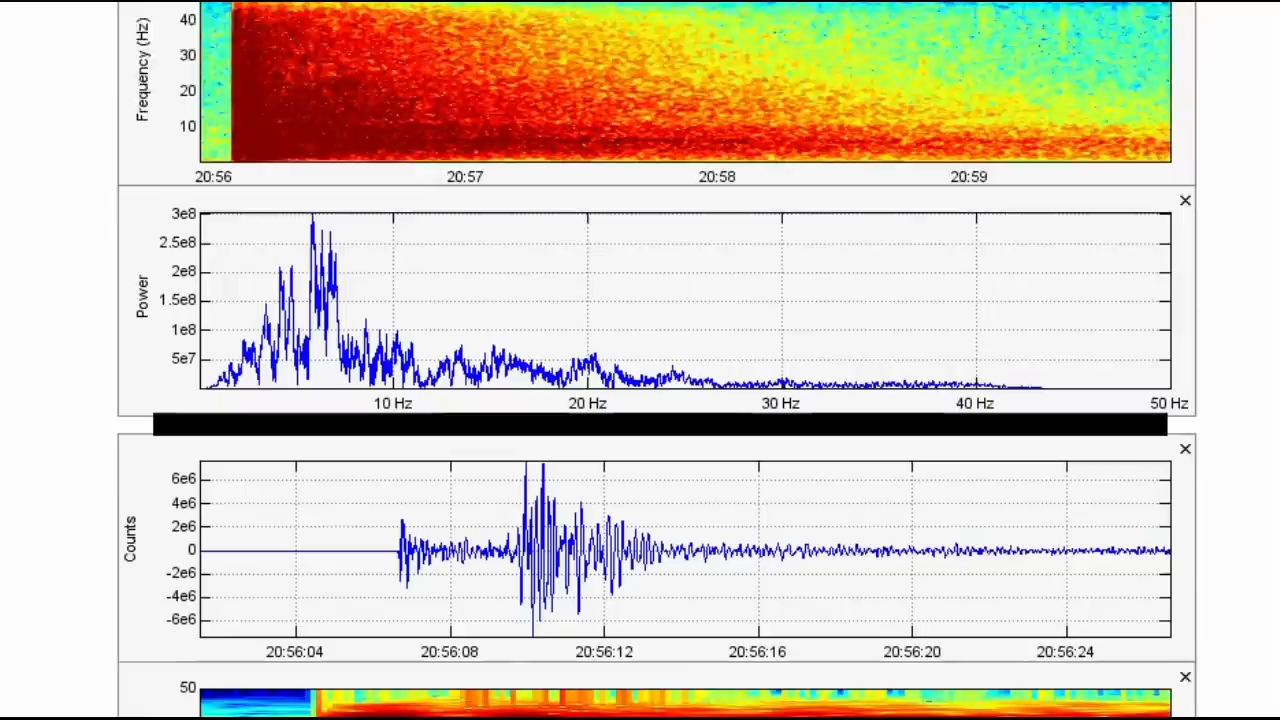 40
30
20
10
Frequency (Hz)
20:56 20:57 20:58 20:59
×
3e8
2.5e8
2e8
1.5e8
1e8
5e7
Power
10 Hz 20 Hz 30 Hz 40 Hz 50 Hz
×
6e6
4e6
2e6
0
-2e6
-4e6
-6e6
Counts
20:56:04 20:56:08 20:56:12 20:56:16 20:56:20 20:56:24
×
50